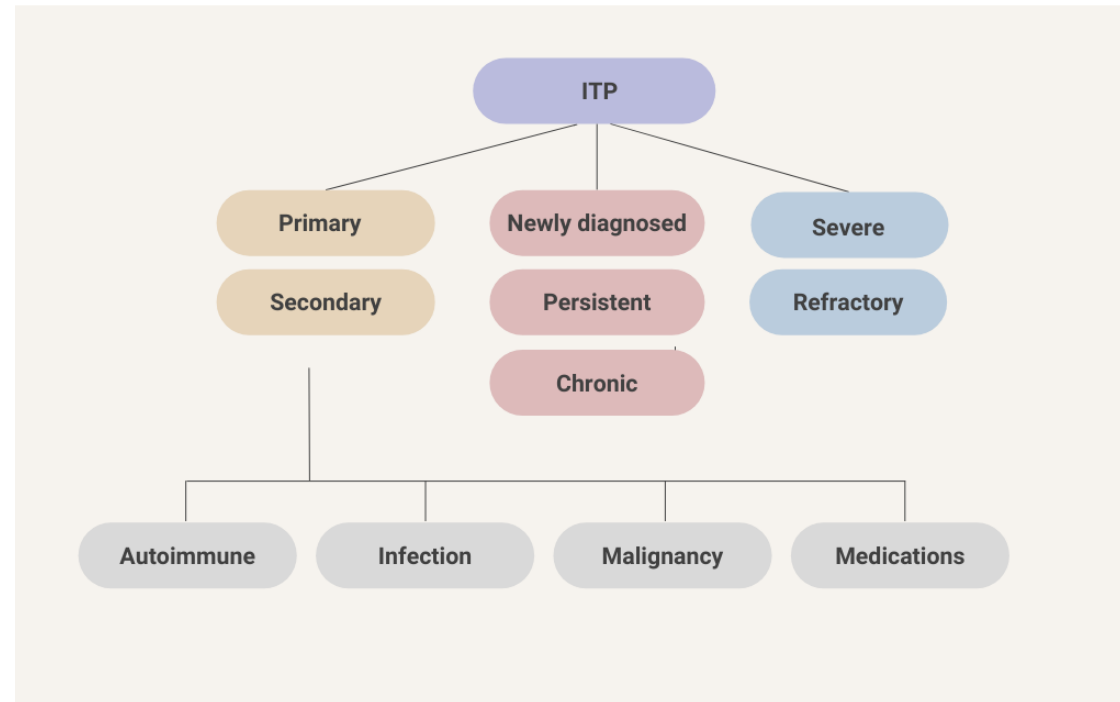 ITP
Primary
Newly diagnosed
Severe
Secondary
Persistent
Refractory
Chronic
Autoimmune
Infection
Malignancy
Medications